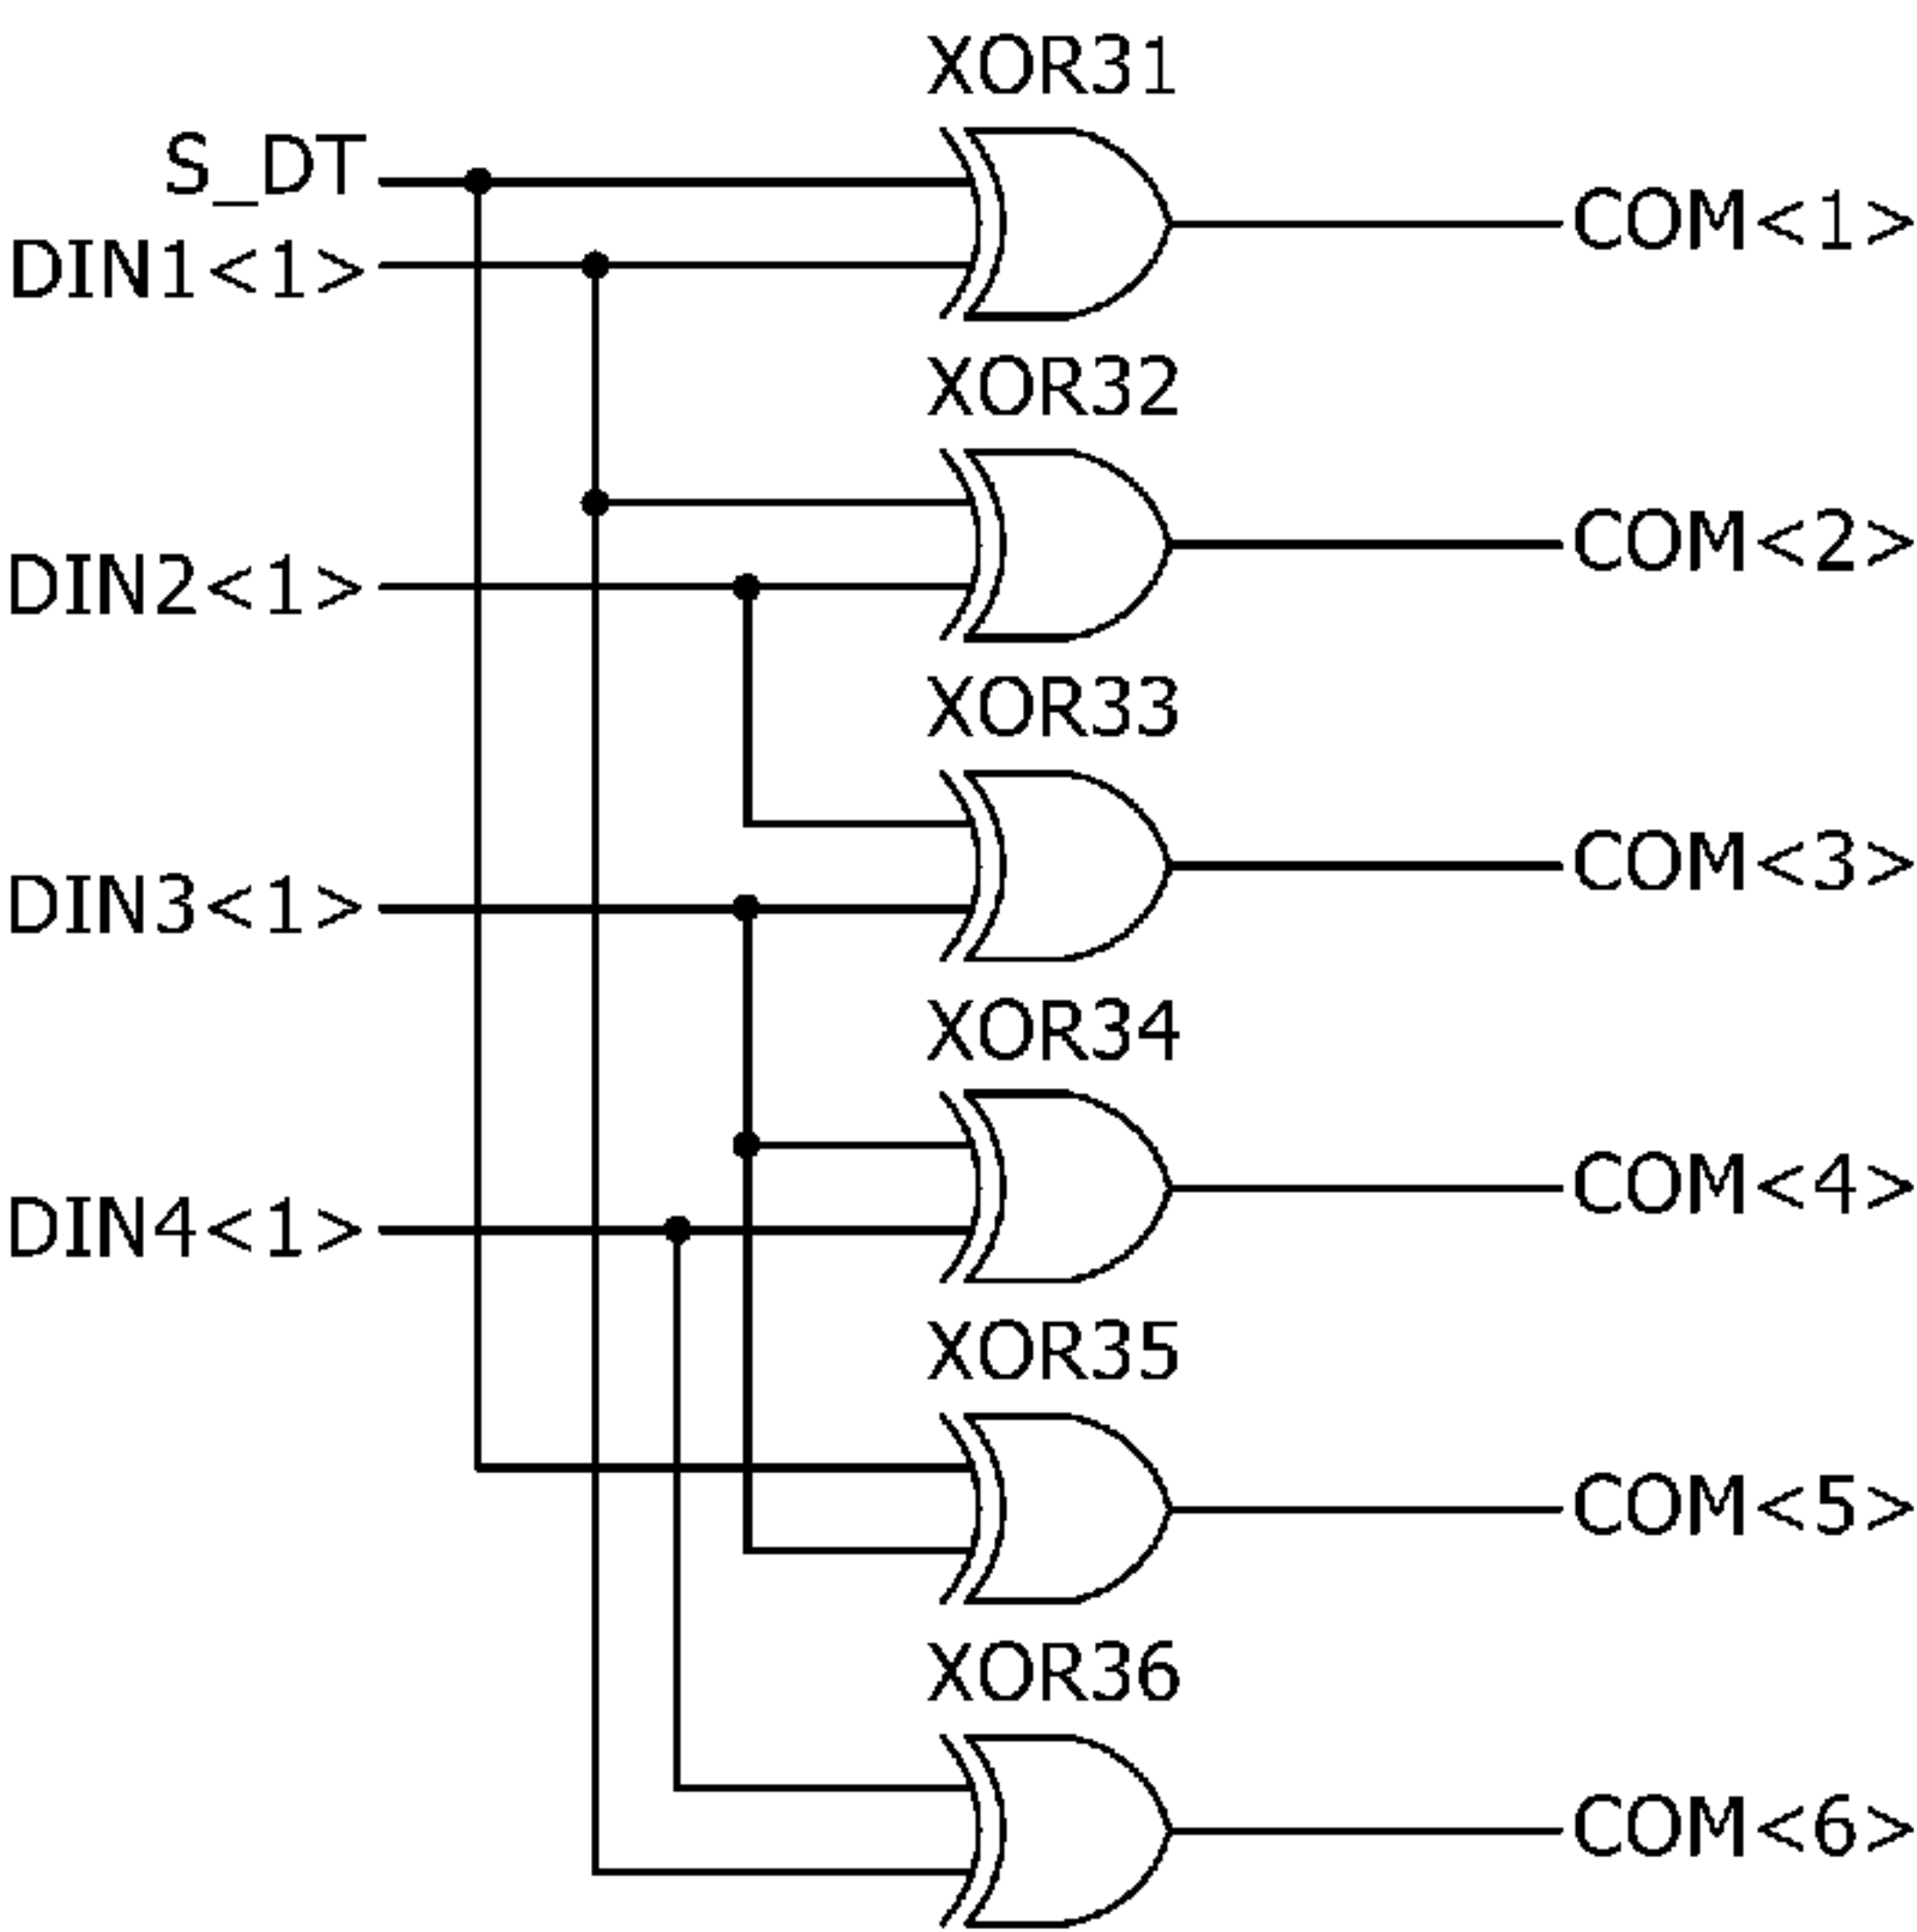 XOR31
S_DT
COM<1>
DIN1<1>
XOR32
DIN2<1>
COM<2>
XOR33
DIN3<1>
COM<3>
XOR34
DIN4<1>
COM<4>
XOR35
COM<5>
XOR36
COM<6>